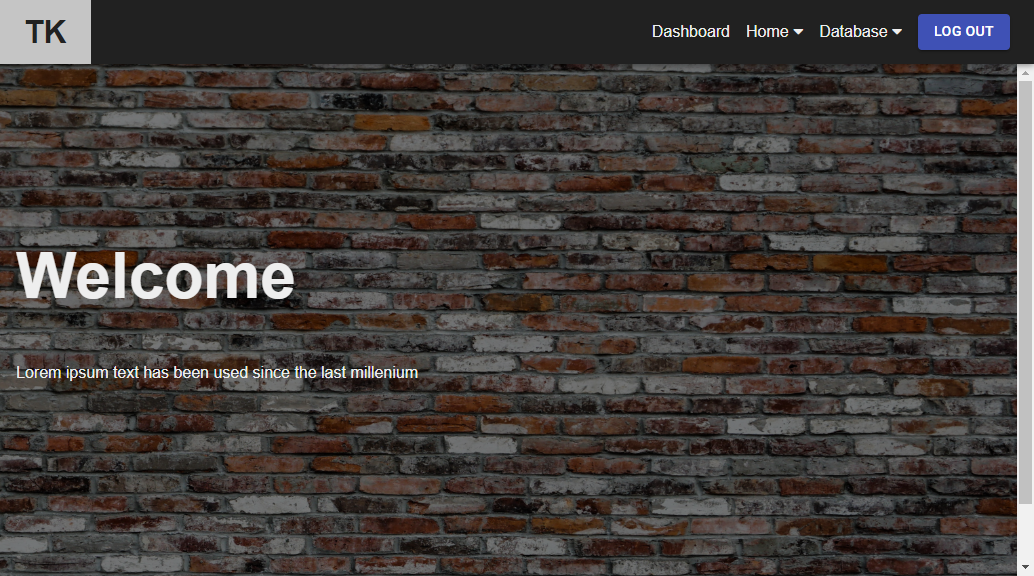 TK
Dashboard Home Database LOG OUT
Welcome
Lorem ipsum text has been used since the last millenium